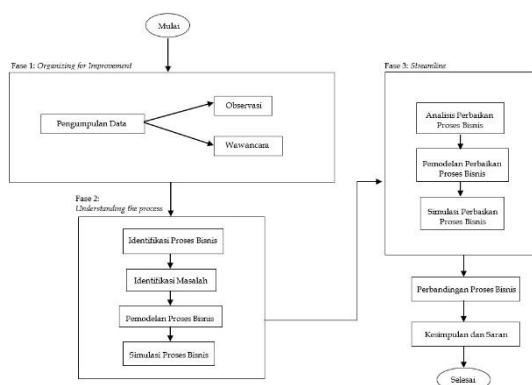 Mulai
Fase 1: Organizing for Improvement
Pengumpulan Data
Observasi
Wawancara
Fase 2:
Understanding the process
Identifikasi Proses Bisnis
Identifikasi Masalah
Pemodelan Proses Bisnis
Simulasi Proses Bisnis
Fase 3: Streamline
Analisis Perbaikan
Proses Bisnis
Pemodelan Perbaikan
Proses Bisnis
Simulasi Perbaikan
Proses Bisnis
Perbandingan Proses Bisnis
Kesimpulan dan Saran
Selesai